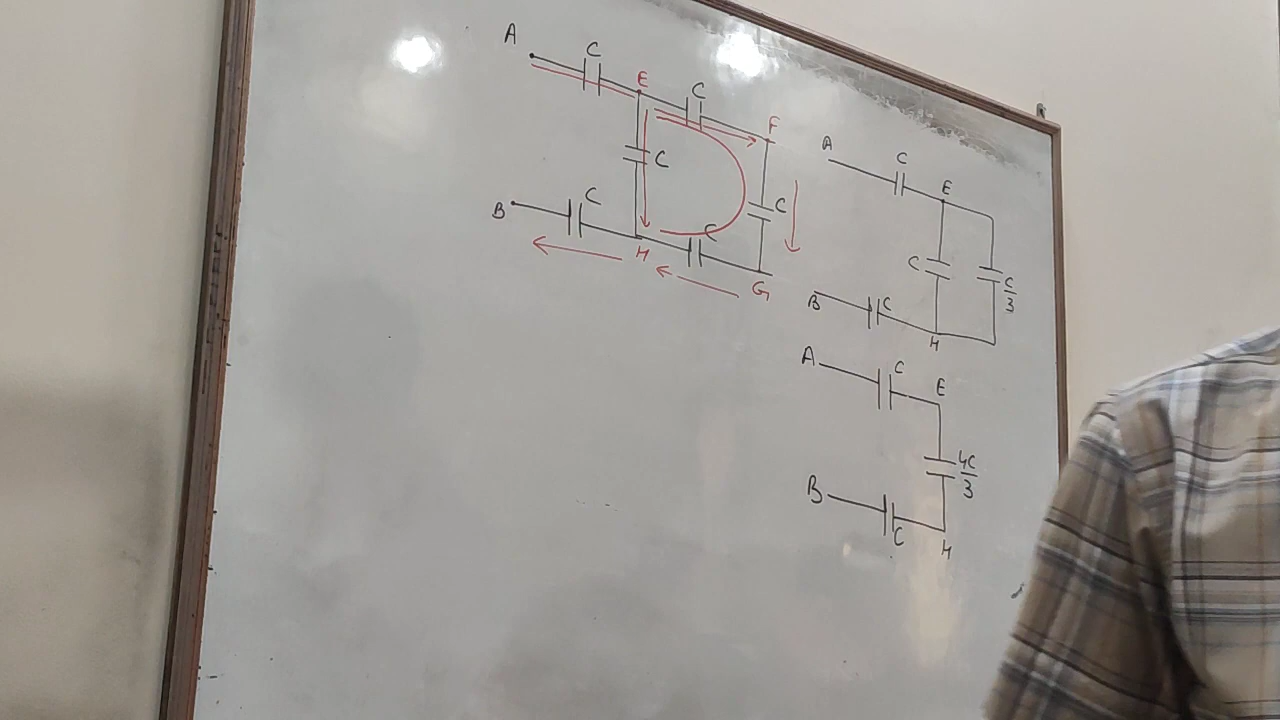 A C E C F
C C
B C H C G
A C E
C C/3
B C H
A C E
4C/3
B C H